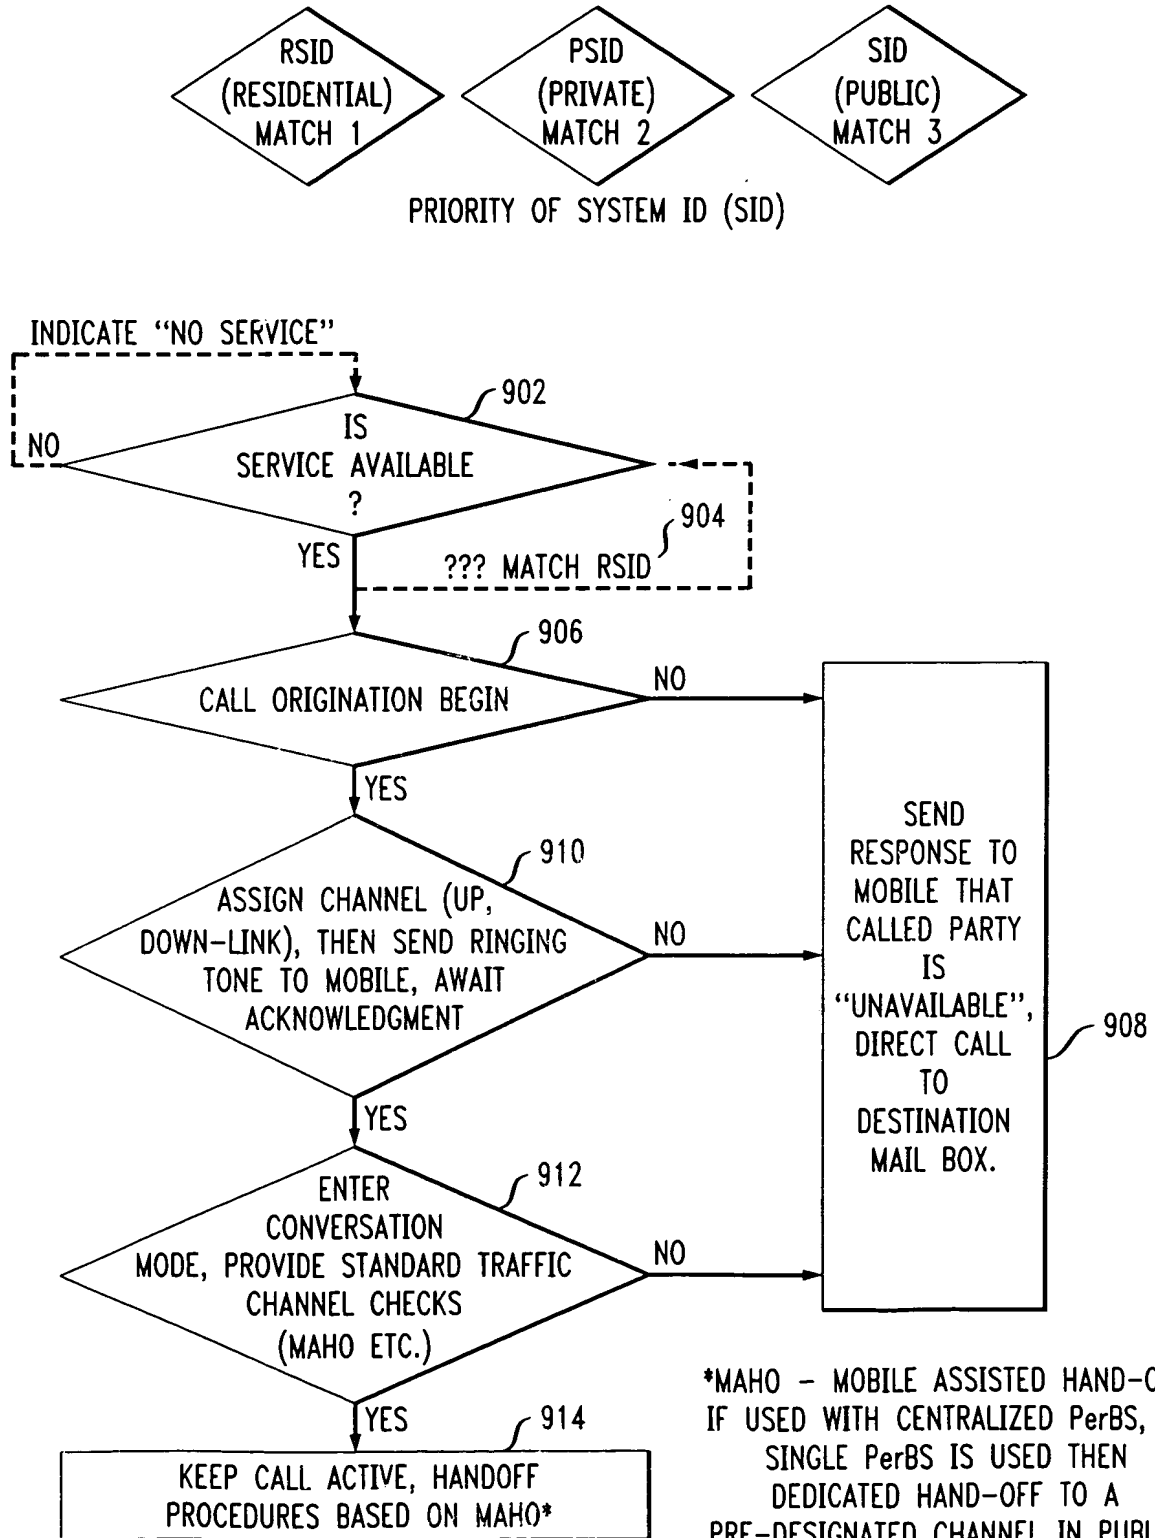 RSID
(RESIDENTIAL)
MATCH 1
PSID
(PRIVATE)
MATCH 2
SID
(PUBLIC)
MATCH 3
PRIORITY OF SYSTEM ID (SID)
INDICATE “NO SERVICE”
902
IS
SERVICE AVAILABLE
?
NO
904
YES
??? MATCH RSID
906
CALL ORIGINATION BEGIN
NO
YES
910
ASSIGN CHANNEL (UP,
DOWN-LINK), THEN SEND RINGING
TONE TO MOBILE, AWAIT
ACKNOWLEDGMENT
NO
YES
SEND
RESPONSE TO
MOBILE THAT
CALLED PARTY
IS
“UNAVAILABLE”,
DIRECT CALL
TO
DESTINATION
MAIL BOX.
908
912
ENTER
CONVERSATION
MODE, PROVIDE STANDARD TRAFFIC
CHANNEL CHECKS
(MAHO ETC.)
NO
YES
914
KEEP CALL ACTIVE, HANDOFF
PROCEDURES BASED ON MAHO*
*MAHO - MOBILE ASSISTED
IF USED WITH CENTRALIZED PerBS,
SINGLE PerBS IS USED THEN
DEDICATED HAND-OFF TO A
PRE-DESIGNATED CHANNEL IN